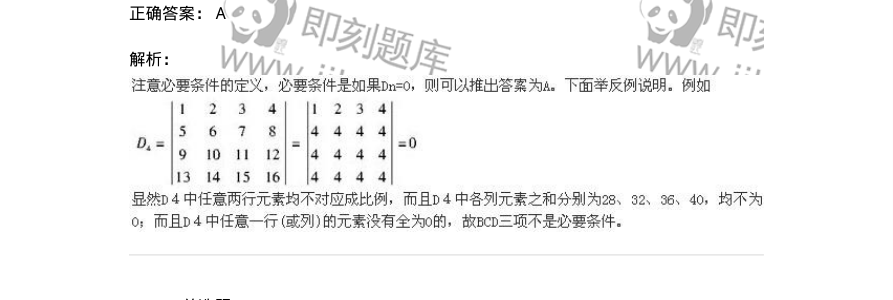 正确答案： A
即刻题库
即
解析：
注意必要条件的定义，必要条件是如果Dn=0，则可以推出答案为A。下面举反例说明。例如
D₄ = |1 2 3 4| = |1 2 3 4| =0
|5 6 7 8| |4 4 4 4|
|9 10 11 12| |4 4 4 4|
|13 14 15 16| |4 4 4 4|
显然D 4 中任意两行元素均不对应成比例，而且D 4 中各列元素之和分别为28、32、36、40，均不为
0；而且D 4 中任意一行(或列)的元素没有全为0的，故BCD三项不是必要条件。